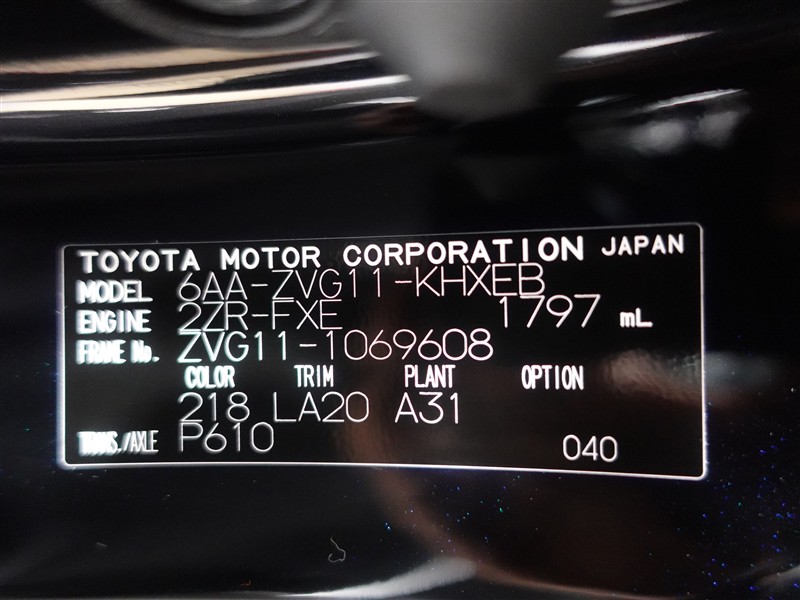 TOYOTA MOTOR CORPORATION JAPAN
MODEL 6AA-ZVG11-KHXEB
ENGINE 2ZR-FXE 1797 mL
FRAME No. ZVG11-1069608
COLOR TRIM PLANT OPTION
218 LA20 A31
TRANS./AXLE P610 040